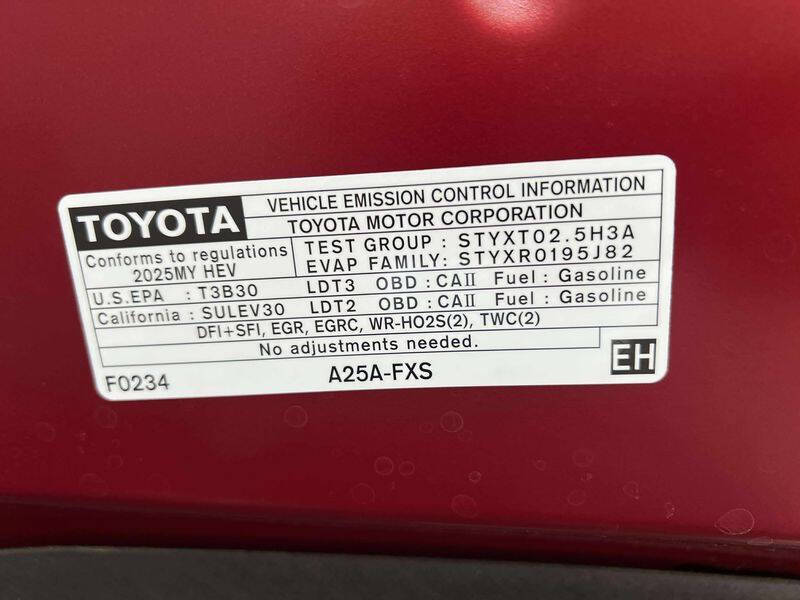 TOYOTA
VEHICLE EMISSION CONTROL INFORMATION
TOYOTA MOTOR CORPORATION
Conforms to regulations
2025MY HEV
TEST GROUP : STYXT02.5H3A
EVAP FAMILY: STYXR0195J82
U.S.EPA : T3B30 LDT3 OBD : CAII Fuel : Gasoline
California : SULEV30 LDT2 OBD : CAII Fuel : Gasoline
DFI+SFI, EGR, EGRC, WR-HO2S(2), TWC(2)
No adjustments needed.
F0234 A25A-FXS EH